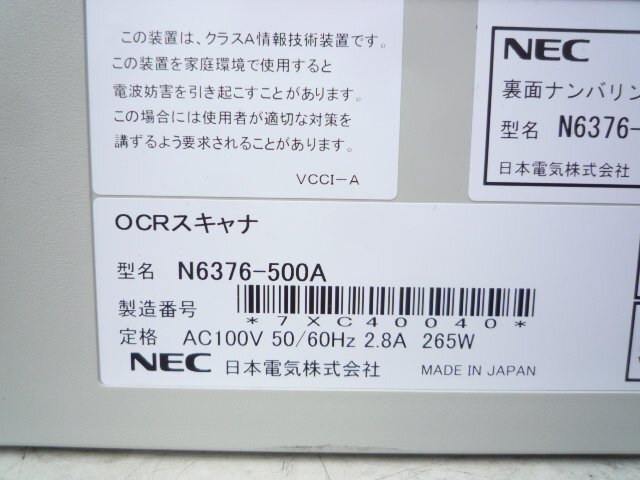 この装置は、クラスA情報技術装置です。
この装置を家庭環境で使用すると
電波妨害を引き起こすことがあります。
この場合には使用者が適切な対策を
講ずるよう要求されることがあります。
VCCI-A
NEC
裏面ナンバリン
型名 N6376-
日本電気株式会社
OCRスキャナ
型名 N6376-500A
製造番号
*7XC40040*
定格 AC100V 50/60Hz 2.8A 265W
NEC 日本電気株式会社 MADE IN JAPAN